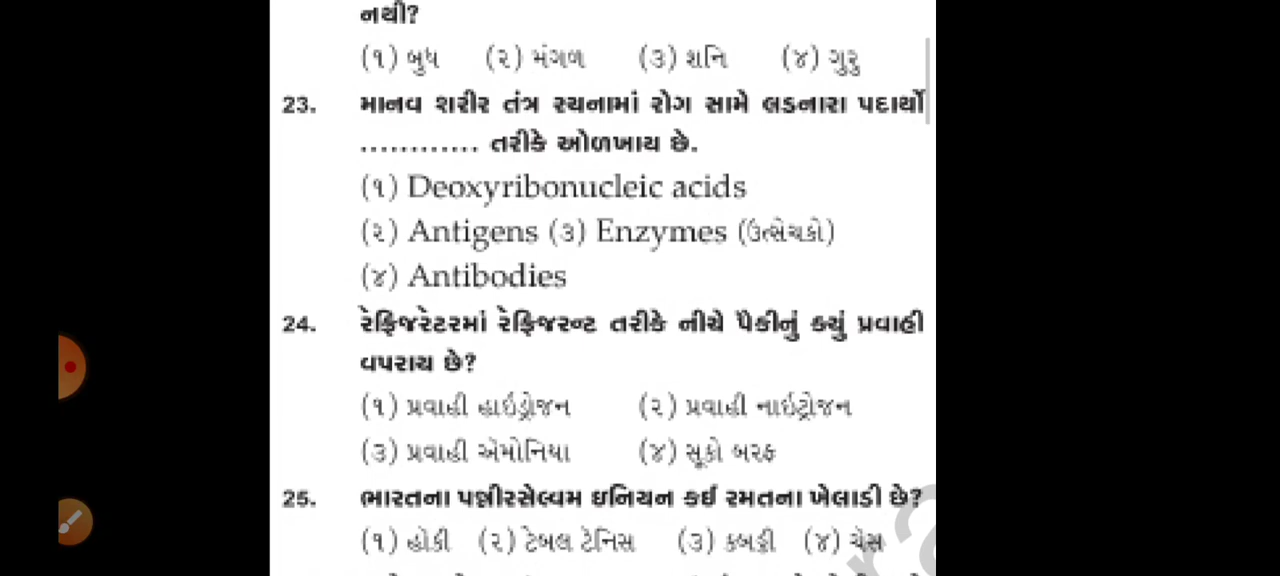 નથી?
(૧) બુધ (૨) મંગળ (૩) શનિ (૪) ગુરુ
23. માનવ શરીર તંત્ર રચનામાં રોગ સામે લડનારા પદાર્થો
............ તરીકે ઓળખાય છે.
(૧) Deoxyribonucleic acids
(૨) Antigens (૩) Enzymes (ઉત્સેચકો)
(૪) Antibodies
24. રેફ્રિજરેટરમાં રેફ્રિજરન્ટ તરીકે નીચે પૈકીનું કયું પ્રવાહી
વપરાય છે?
(૧) પ્રવાહી હાઇડ્રોજન (૨) પ્રવાહી નાઇટ્રોજન
(૩) પ્રવાહી એમોનિયા (૪) સૂકો બરફ
25. ભારતના પન્નીરસેલ્વમ ઇનિયન કઈ રમતના ખેલાડી છે?
(૧) હોકી (૨) ટેબલ ટેનિસ (૩) કબડ્ડી (૪) ચેસ